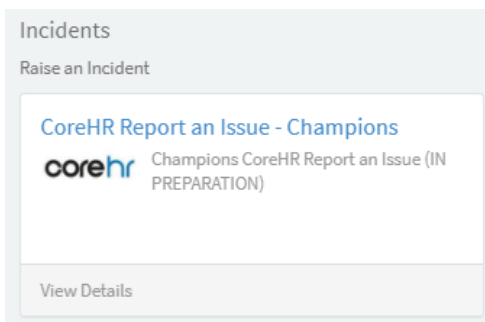 Incidents
Raise an Incident
CoreHR Report an Issue - Champions
corehr
Champions CoreHR Report an Issue (IN
PREPARATION)
View Details